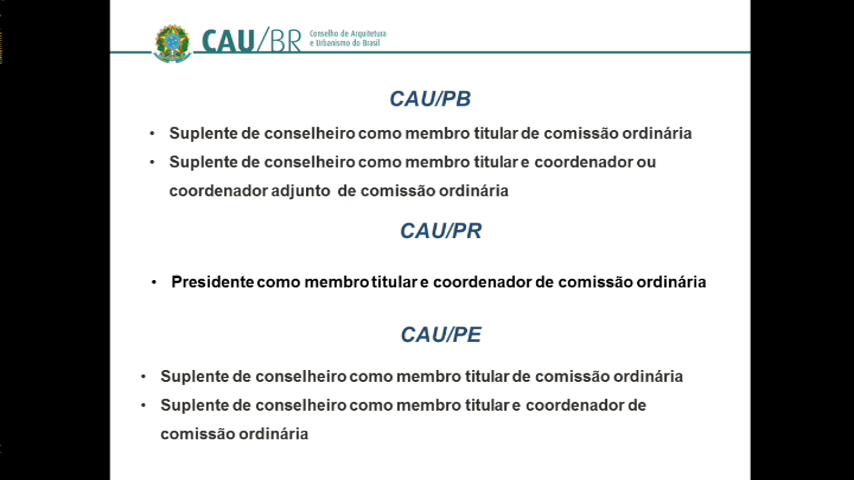 CAU/BR
Conselho de Arquitetura
e Urbanismo do Brasil
CAU/PB
• Suplente de conselheiro como membro titular de comissão ordinária
• Suplente de conselheiro como membro titular e coordenador ou
coordenador adjunto de comissão ordinária
CAU/PR
• Presidente como membro titular e coordenador de comissão ordinária
CAU/PE
• Suplente de conselheiro como membro titular de comissão ordinária
• Suplente de conselheiro como membro titular e coordenador de
comissão ordinária